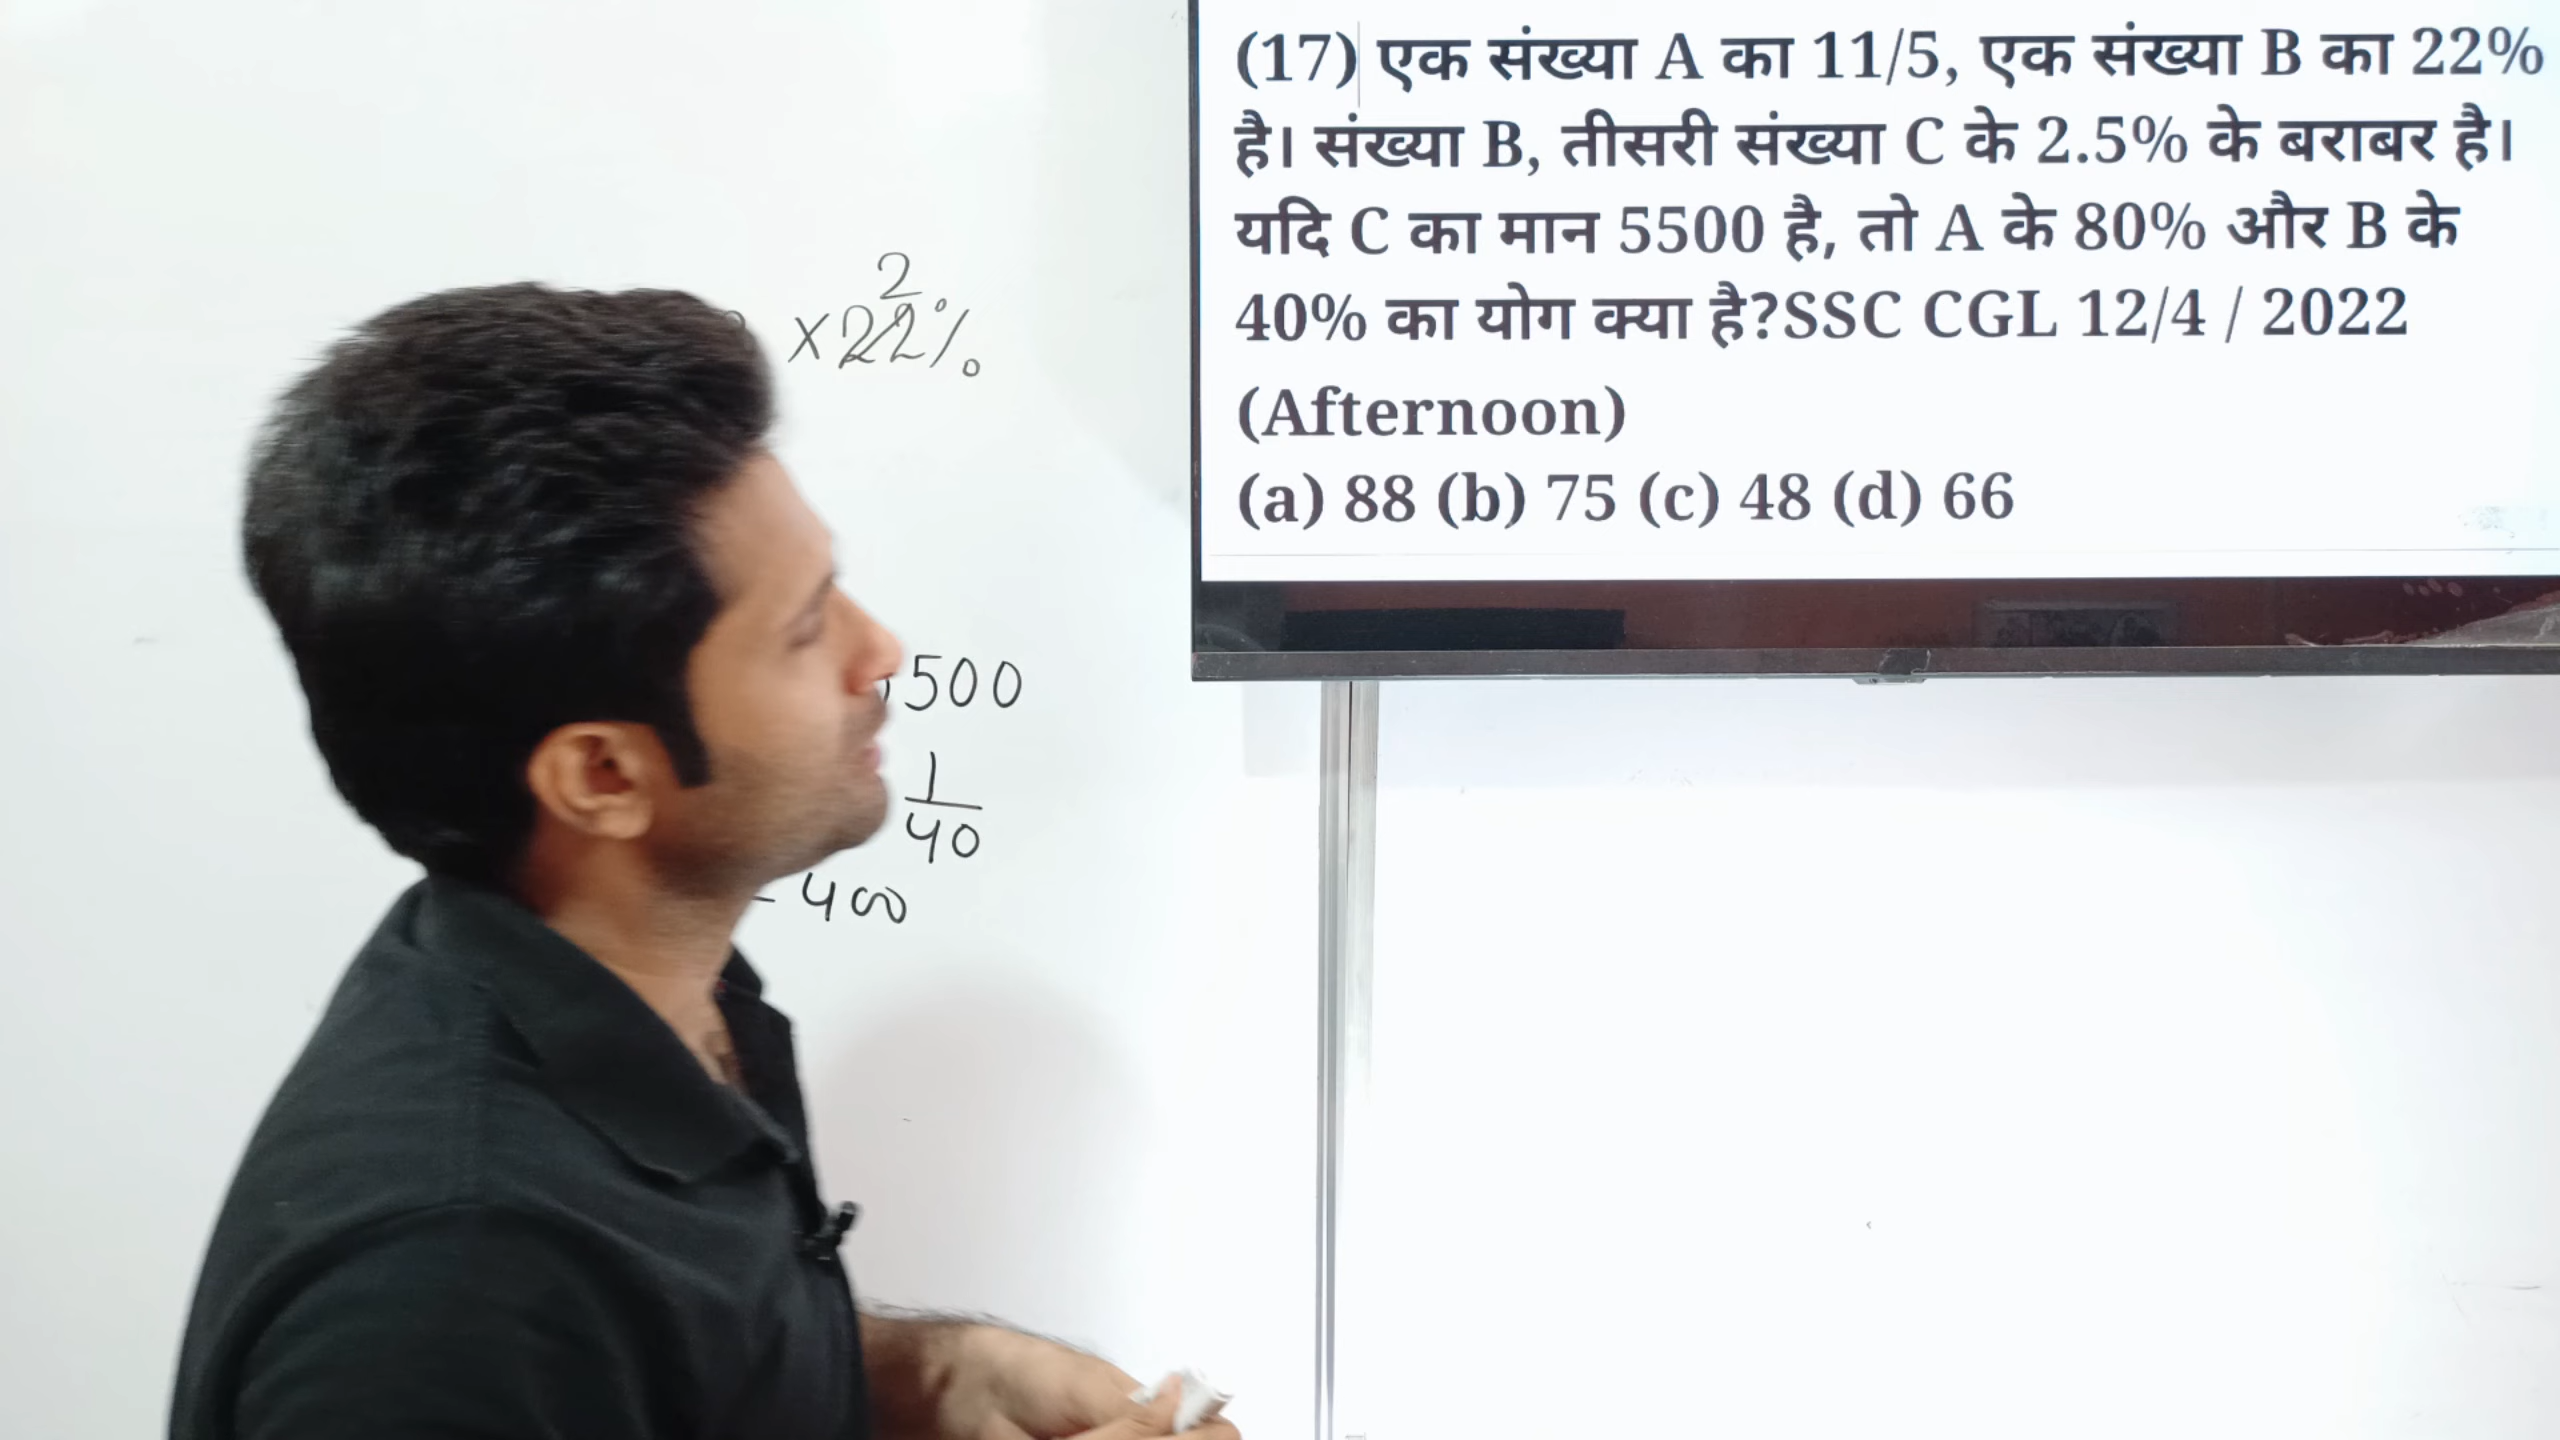 (17) एक संख्या A का 11/5, एक संख्या B का 22%
है। संख्या B, तीसरी संख्या C के 2.5% के बराबर है।
यदि C का मान 5500 है, तो A के 80% और B के
40% का योग क्या है?SSC CGL 12/4 / 2022
(Afternoon)
(a) 88 (b) 75 (c) 48 (d) 66
2
×22%
500
1
40
400